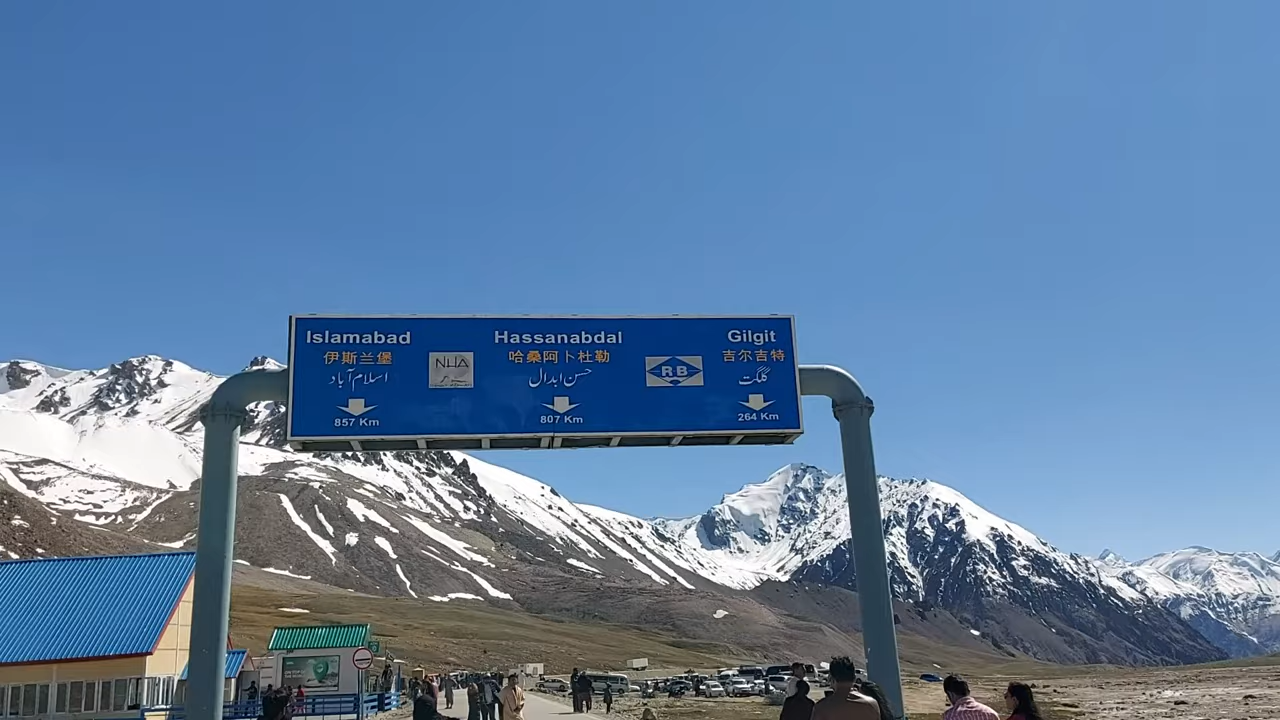 Islamabad
伊斯兰堡
اسلام آباد
857 Km
NHA
Hassanabdal
哈桑阿卜杜勒
حسن ابدال
807 Km
RB
Gilgit
吉尔吉特
گلگت
264 Km